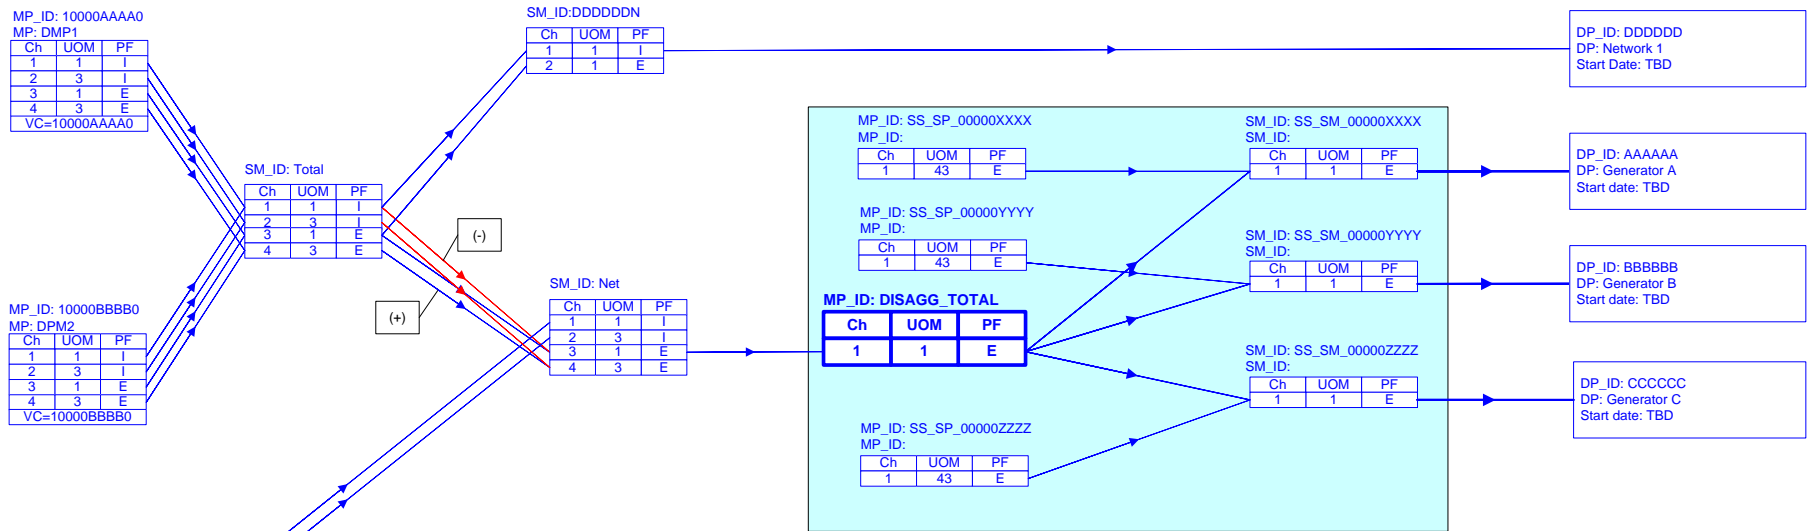 MP_ID: 10000AAAA0
MP: DMP1
Ch UOM PF
1 1 I
2 3 I
3 1 E
4 3 E
VC=10000AAAA0
MP_ID: 10000BBBB0
MP: DPM2
Ch UOM PF
1 1 I
2 3 I
3 1 E
4 3 E
VC=10000BBBB0
SM_ID: Total
Ch UOM PF
1 1 I
2 3 I
3 1 E
4 3 E
SM_ID:DDDDDDN
Ch UOM PF
1 1 I
2 1 E
(-)
(+)
SM_ID: Net
Ch UOM PF
1 1 I
2 3 I
3 1 E
4 3 E
MP_ID: SS_SP_00000XXXX
MP_ID:
Ch UOM PF
1 43 E
MP_ID: SS_SP_00000YYYY
MP_ID:
Ch UOM PF
1 43 E
MP_ID: DISAGG_TOTAL
Ch UOM PF
1 1 E
MP_ID: SS_SP_00000ZZZZ
MP_ID:
Ch UOM PF
1 43 E
SM_ID: SS_SM_00000XXXX
SM_ID:
Ch UOM PF
1 1 E
SM_ID: SS_SM_00000YYYY
SM_ID:
Ch UOM PF
1 1 E
SM_ID: SS_SM_00000ZZZZ
SM_ID:
Ch UOM PF
1 1 E
DP_ID: DDDDDD
DP: Network 1
Start Date: TBD
DP_ID: AAAAAA
DP: Generator A
Start date: TBD
DP_ID: BBBBBB
DP: Generator B
Start date: TBD
DP_ID: CCCCCC
DP: Generator C
Start date: TBD